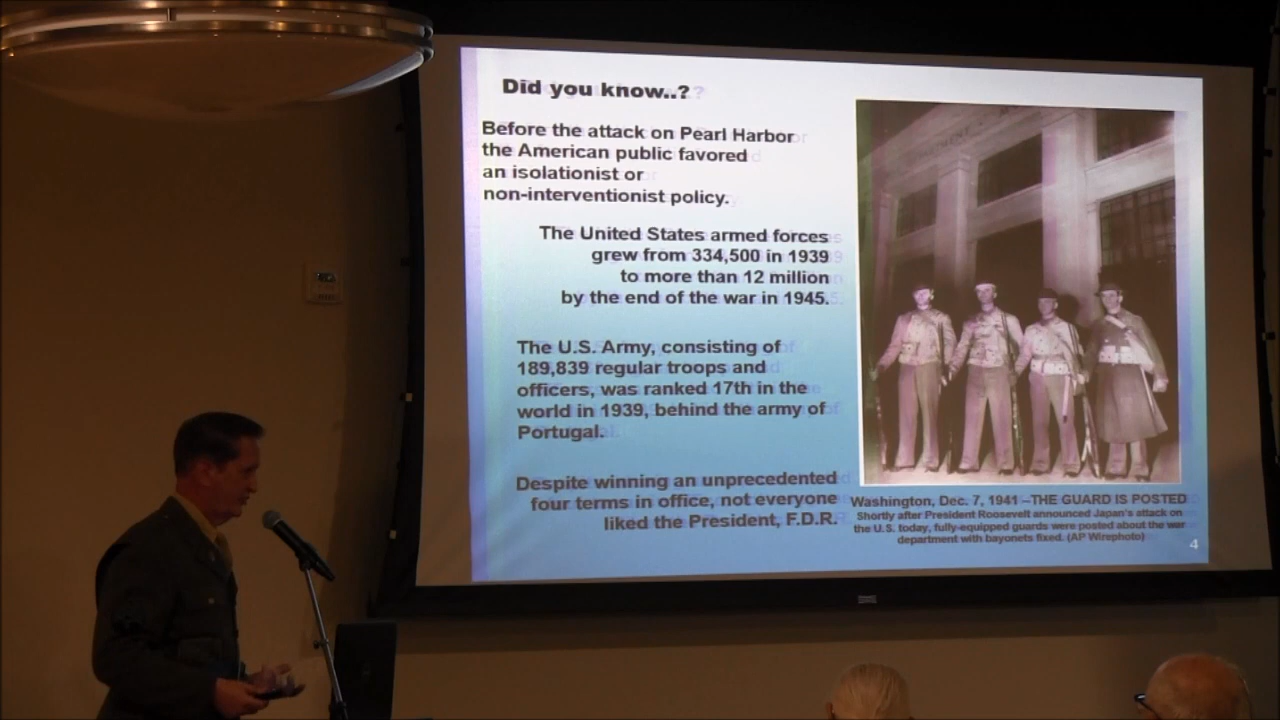 Did you know..?
Before the attack on Pearl Harbor
the American public favored
an isolationist or
non-interventionist policy.
The United States armed forces
grew from 334,500 in 1939
to more than 12 million
by the end of the war in 1945.
The U.S. Army, consisting of
189,839 regular troops and
officers, was ranked 17th in the
world in 1939, behind the army of
Portugal.
Despite winning an unprecedented
four terms in office, not everyone
liked the President, F.D.R.
Washington, Dec. 7, 1941 –THE GUARD IS POSTED
Shortly after President Roosevelt announced Japan's attack on
the U.S. today, fully-equipped guards were posted about the war
department with bayonets fixed. (AP Wirephoto)
4